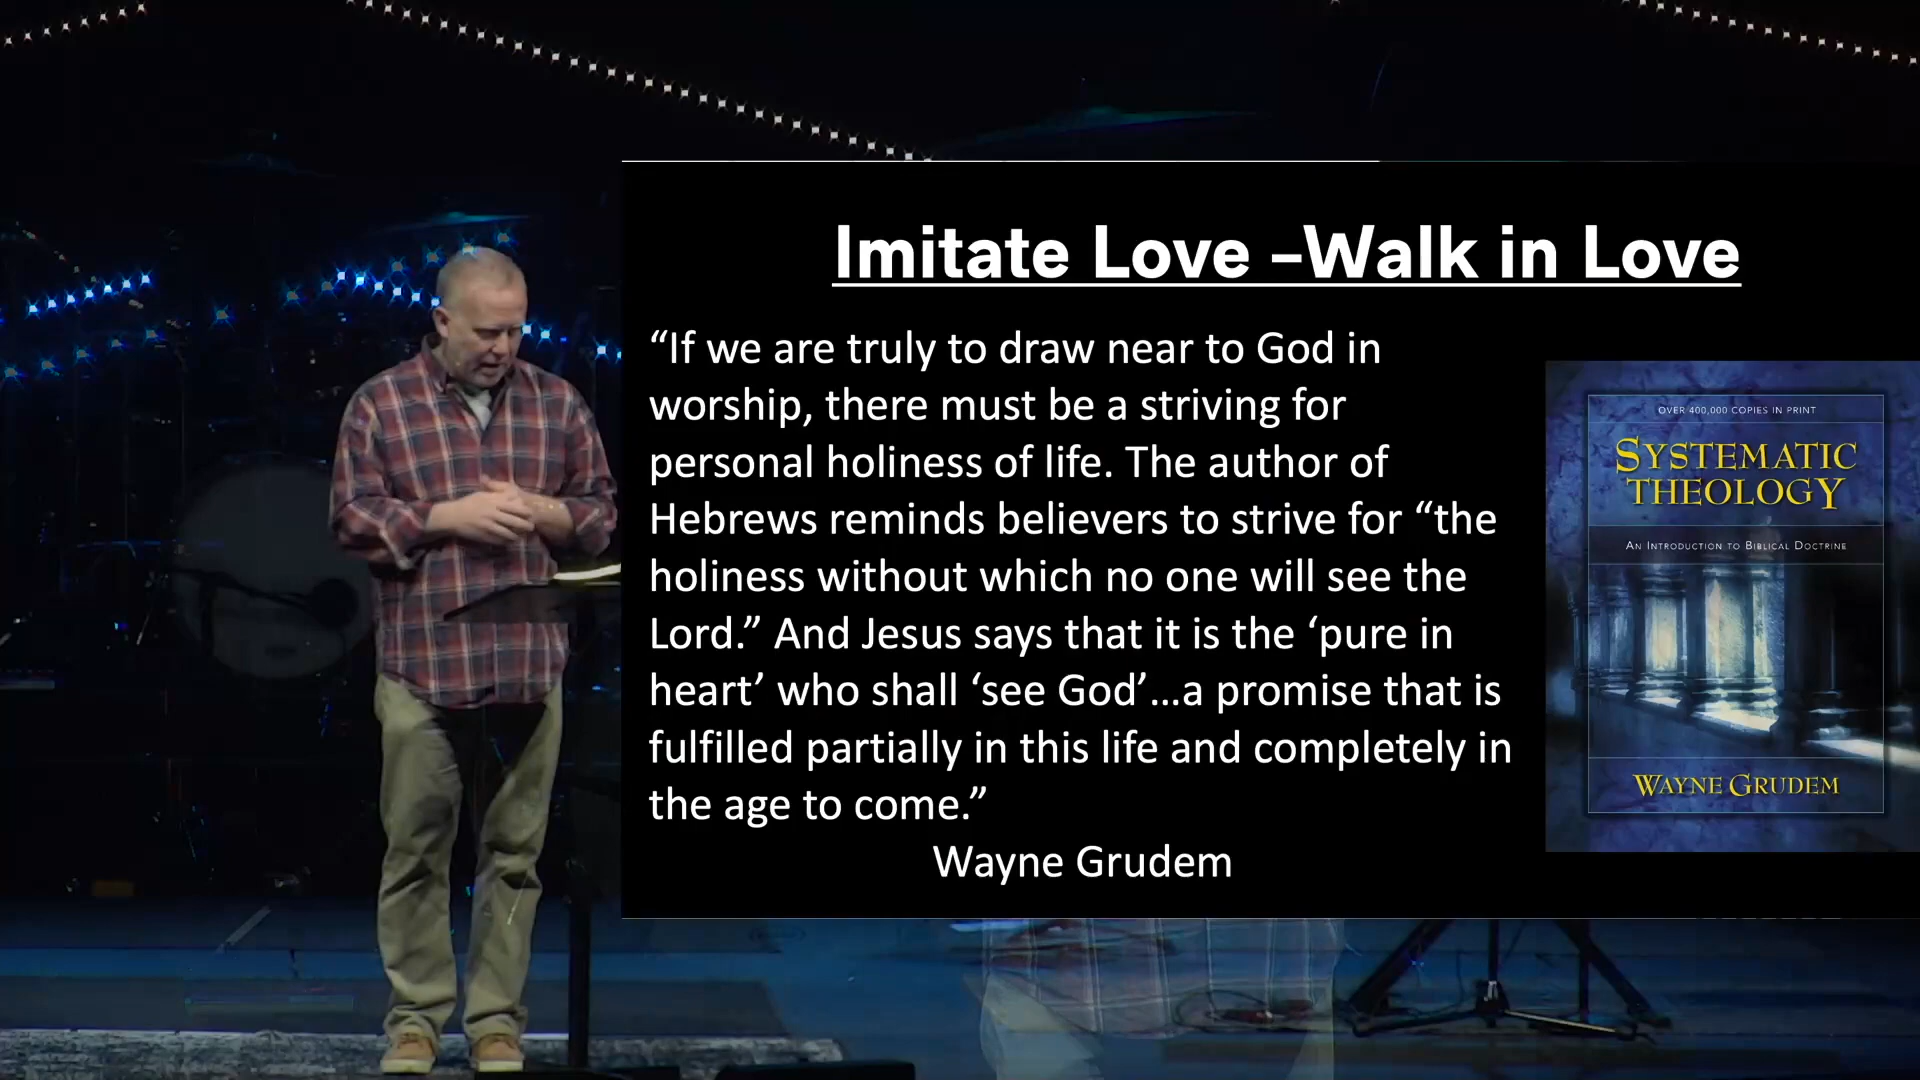 Imitate Love –Walk in Love
“If we are truly to draw near to God in
worship, there must be a striving for
personal holiness of life. The author of
Hebrews reminds believers to strive for “the
holiness without which no one will see the
Lord.” And Jesus says that it is the ‘pure in
heart’ who shall ‘see God’…a promise that is
fulfilled partially in this life and completely in
the age to come.”
Wayne Grudem
OVER 400,000 COPIES IN PRINT
SYSTEMATIC
THEOLOGY
AN INTRODUCTION TO BIBLICAL DOCTRINE
WAYNE GRUDEM